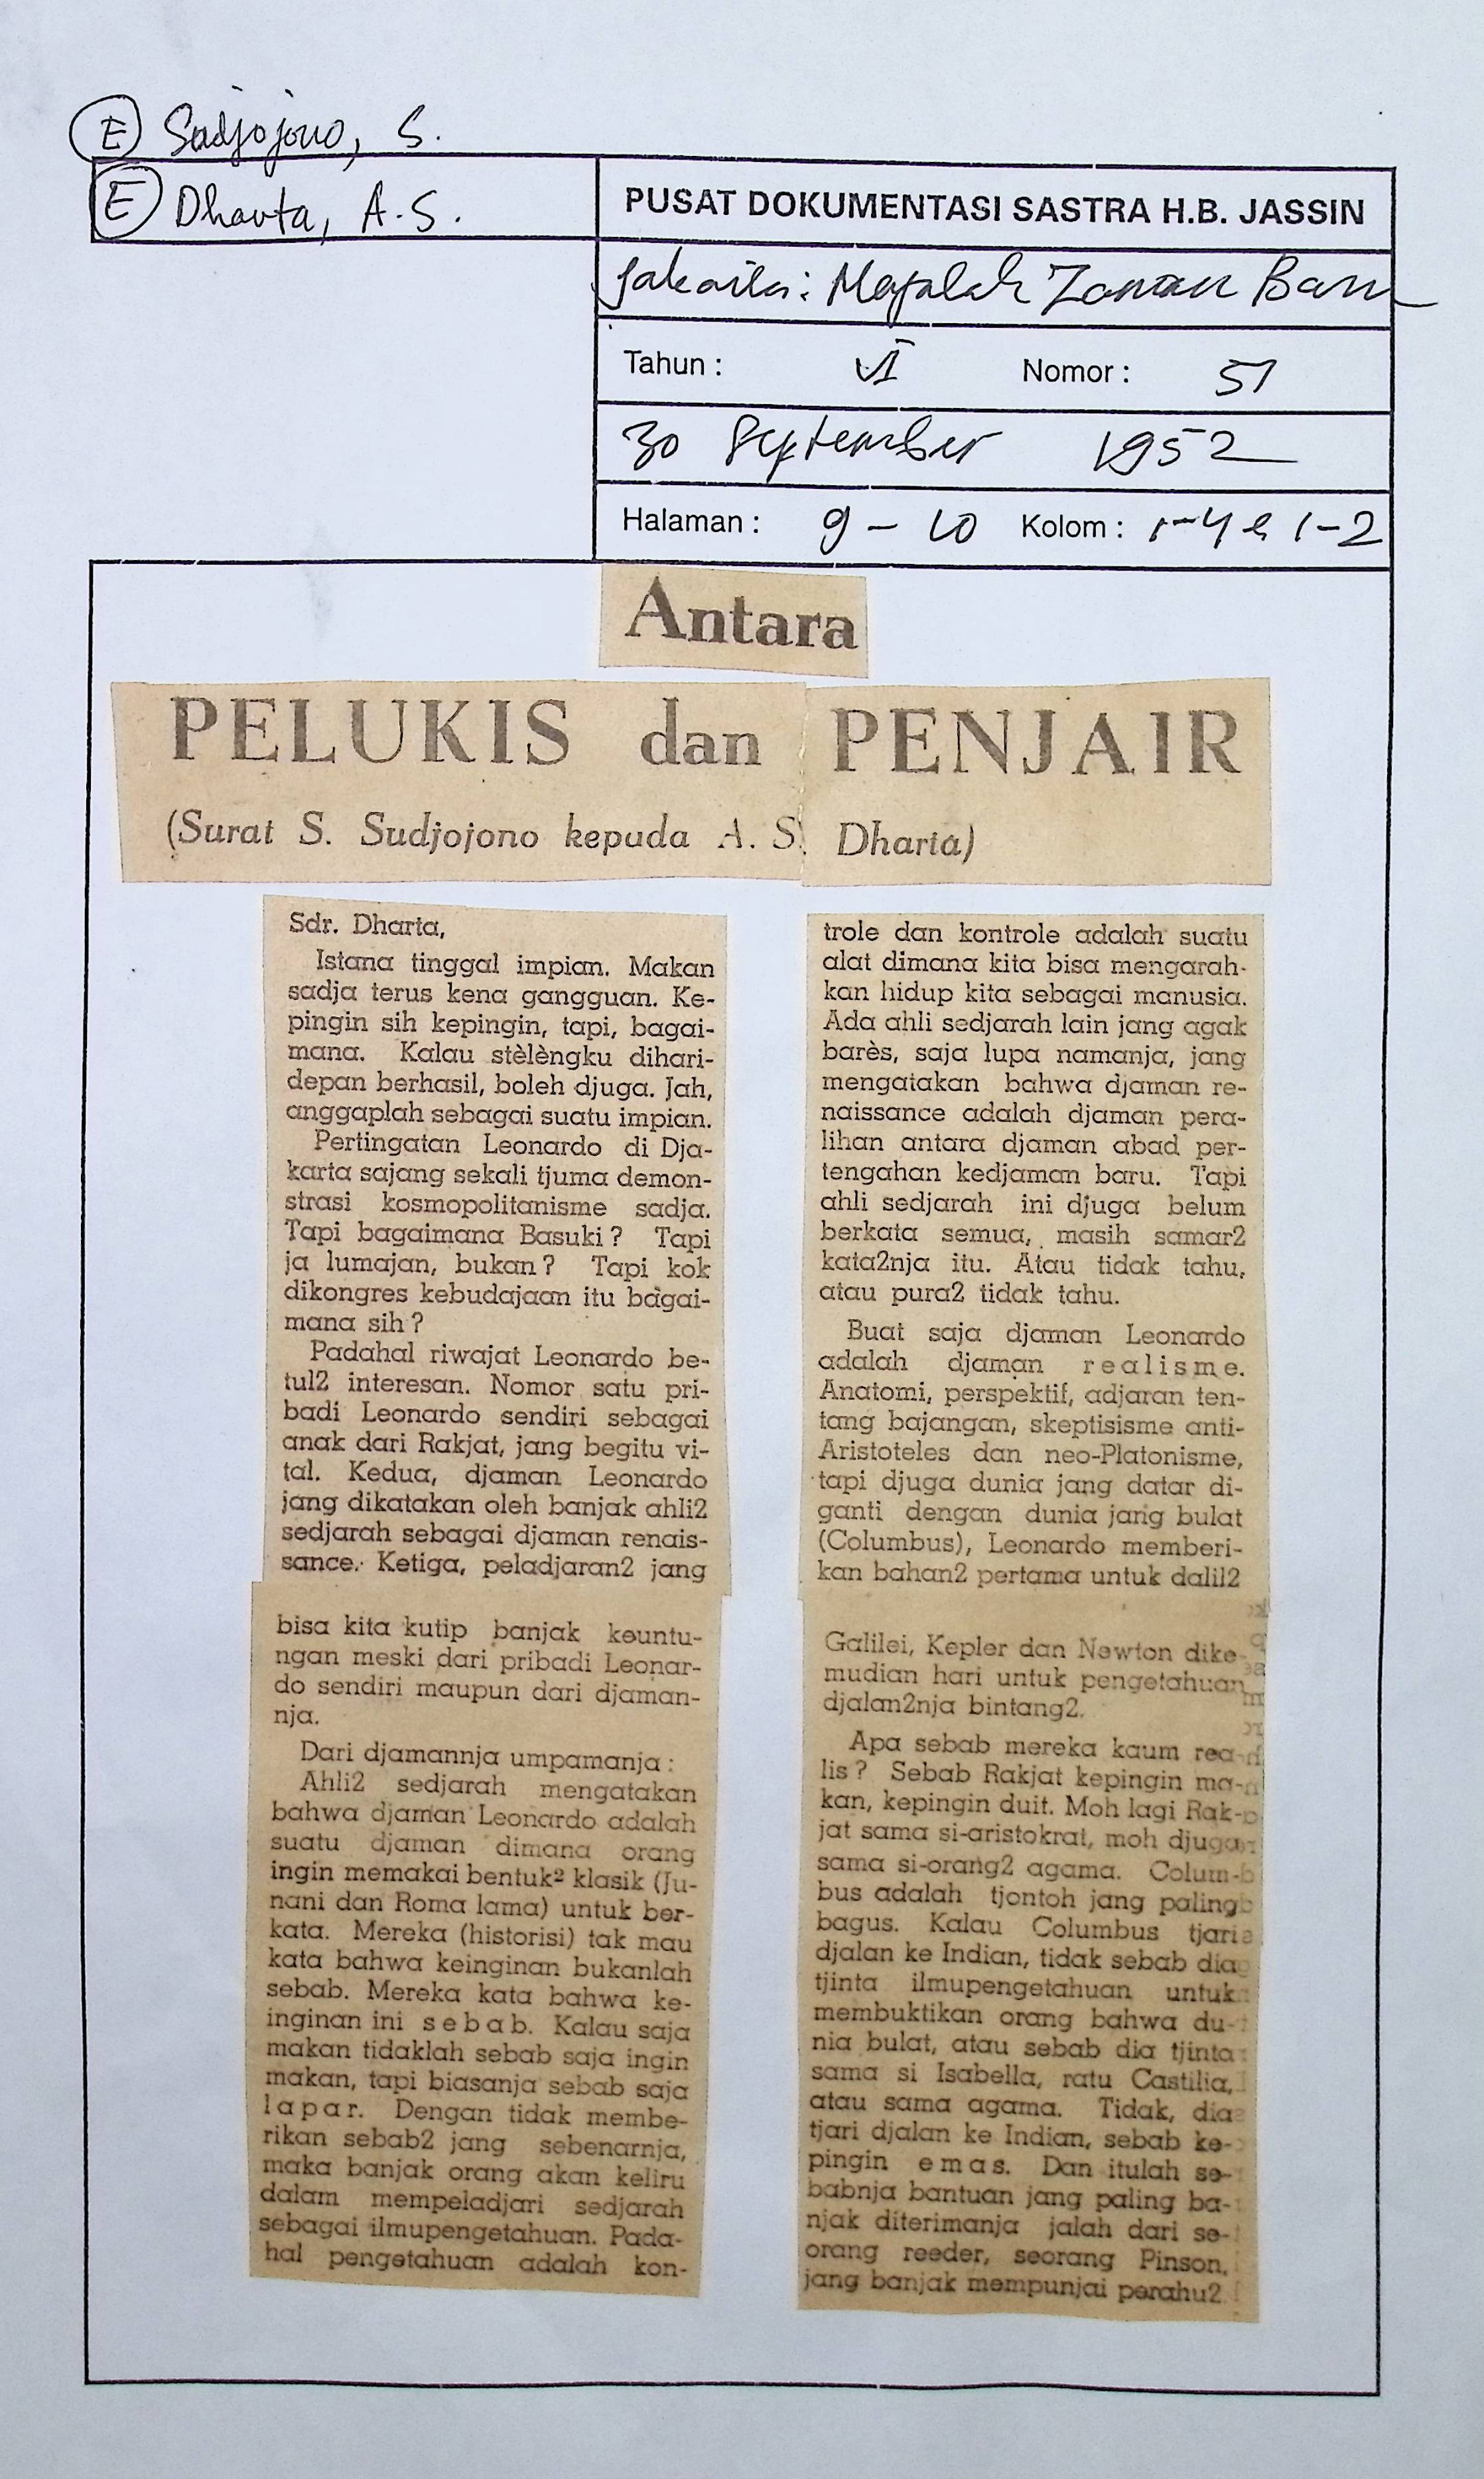 E Sudjojono, S.
E Dharta, A.S.
PUSAT DOKUMENTASI SASTRA H.B. JASSIN
Jakarta: Majalah Zaman Baru
Tahun : VI Nomor : 51
30 September 1952
Halaman : 9 - 10 Kolom : 1-4 & 1-2
Antara
PELUKIS dan PENJAIR
(Surat S. Sudjojono kepada A. S. Dharta)
Sdr. Dharta,
Istana tinggal impian. Makan
sadja terus kena gangguan. Ke-
pingin sih kepingin, tapi, bagai-
mana. Kalau stèlèngku dihari-
depan berhasil, boleh djuga. Jah,
anggaplah sebagai suatu impian.
Pertingatan Leonardo di Dja-
karta sajang sekali tjuma demon-
strasi kosmopolitanisme sadja.
Tapi bagaimana Basuki ? Tapi
ja lumajan, bukan ? Tapi kok
dikongres kebudajaan itu bagai-
mana sih ?
Padahal riwajat Leonardo be-
tul2 interesan. Nomor satu pri-
badi Leonardo sendiri sebagai
anak dari Rakjat, jang begitu vi-
tal. Kedua, djaman Leonardo
jang dikatakan oleh banjak ahli2
sedjarah sebagai djaman renais-
sance. Ketiga, peladjaran2 jang
bisa kita kutip banjak keuntu-
ngan meski dari pribadi Leonar-
do sendiri maupun dari djaman-
nja.
Dari djamannja umpamanja :
Ahli2 sedjarah mengatakan
bahwa djaman Leonardo adalah
suatu djaman dimana orang
ingin memakai bentuk² klasik (Ju-
nani dan Roma lama) untuk ber-
kata. Mereka (historisi) tak mau
kata bahwa keinginan bukanlah
sebab. Mereka kata bahwa ke-
inginan ini s e b a b. Kalau saja
makan tidaklah sebab saja ingin
makan, tapi biasanja sebab saja
l a p a r. Dengan tidak membe-
rikan sebab2 jang sebenarnja,
maka banjak orang akan keliru
dalam mempeladjari sedjarah
sebagai ilmupengetahuan. Pada-
hal pengetahuan adalah kon-
trole dan kontrole adalah suatu
alat dimana kita bisa mengarah-
kan hidup kita sebagai manusia.
Ada ahli sedjarah lain jang agak
barès, saja lupa namanja, jang
mengatakan bahwa djaman re-
naissance adalah djaman pera-
lihan antara djaman abad per-
tengahan kedjaman baru. Tapi
ahli sedjarah ini djuga belum
berkata semua, masih samar2
kata2nja itu. Atau tidak tahu,
atau pura2 tidak tahu.
Buat saja djaman Leonardo
adalah djaman r e a l i s m e.
Anatomi, perspektif, adjaran ten-
tang bajangan, skeptisisme anti-
Aristoteles dan neo-Platonisme,
tapi djuga dunia jang datar di-
ganti dengan dunia jang bulat
(Columbus), Leonardo memberi-
kan bahan2 pertama untuk dalil2
Galilei, Kepler dan Newton dike-
mudian hari untuk pengetahuan
djalan2nja bintang2.
Apa sebab mereka kaum rea-
lis ? Sebab Rakjat kepingin ma-
kan, kepingin duit. Moh lagi Rak-
jat sama si-aristokrat, moh djuga
sama si-orang2 agama. Colum-
bus adalah tjontoh jang paling
bagus. Kalau Columbus tjari
djalan ke Indian, tidak sebab dia
tjinta ilmupengetahuan untuk
membuktikan orang bahwa du-
nia bulat, atau sebab dia tjinta
sama si Isabella, ratu Castilia,
atau sama agama. Tidak, dia
tjari djalan ke Indian, sebab ke-
pingin e m a s. Dan itulah se-
babnja bantuan jang paling ba-
njak diterimanja jalah dari se-
orang reeder, seorang Pinson,
jang banjak mempunjai perahu2